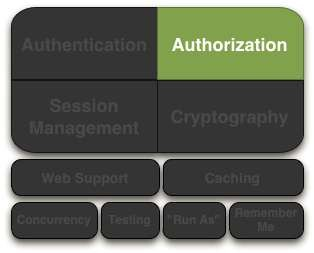 Authentication
Authorization
Session
Management
Cryptography
Web Support
Caching
Concurrency
Testing
"Run As"
Remember
Me